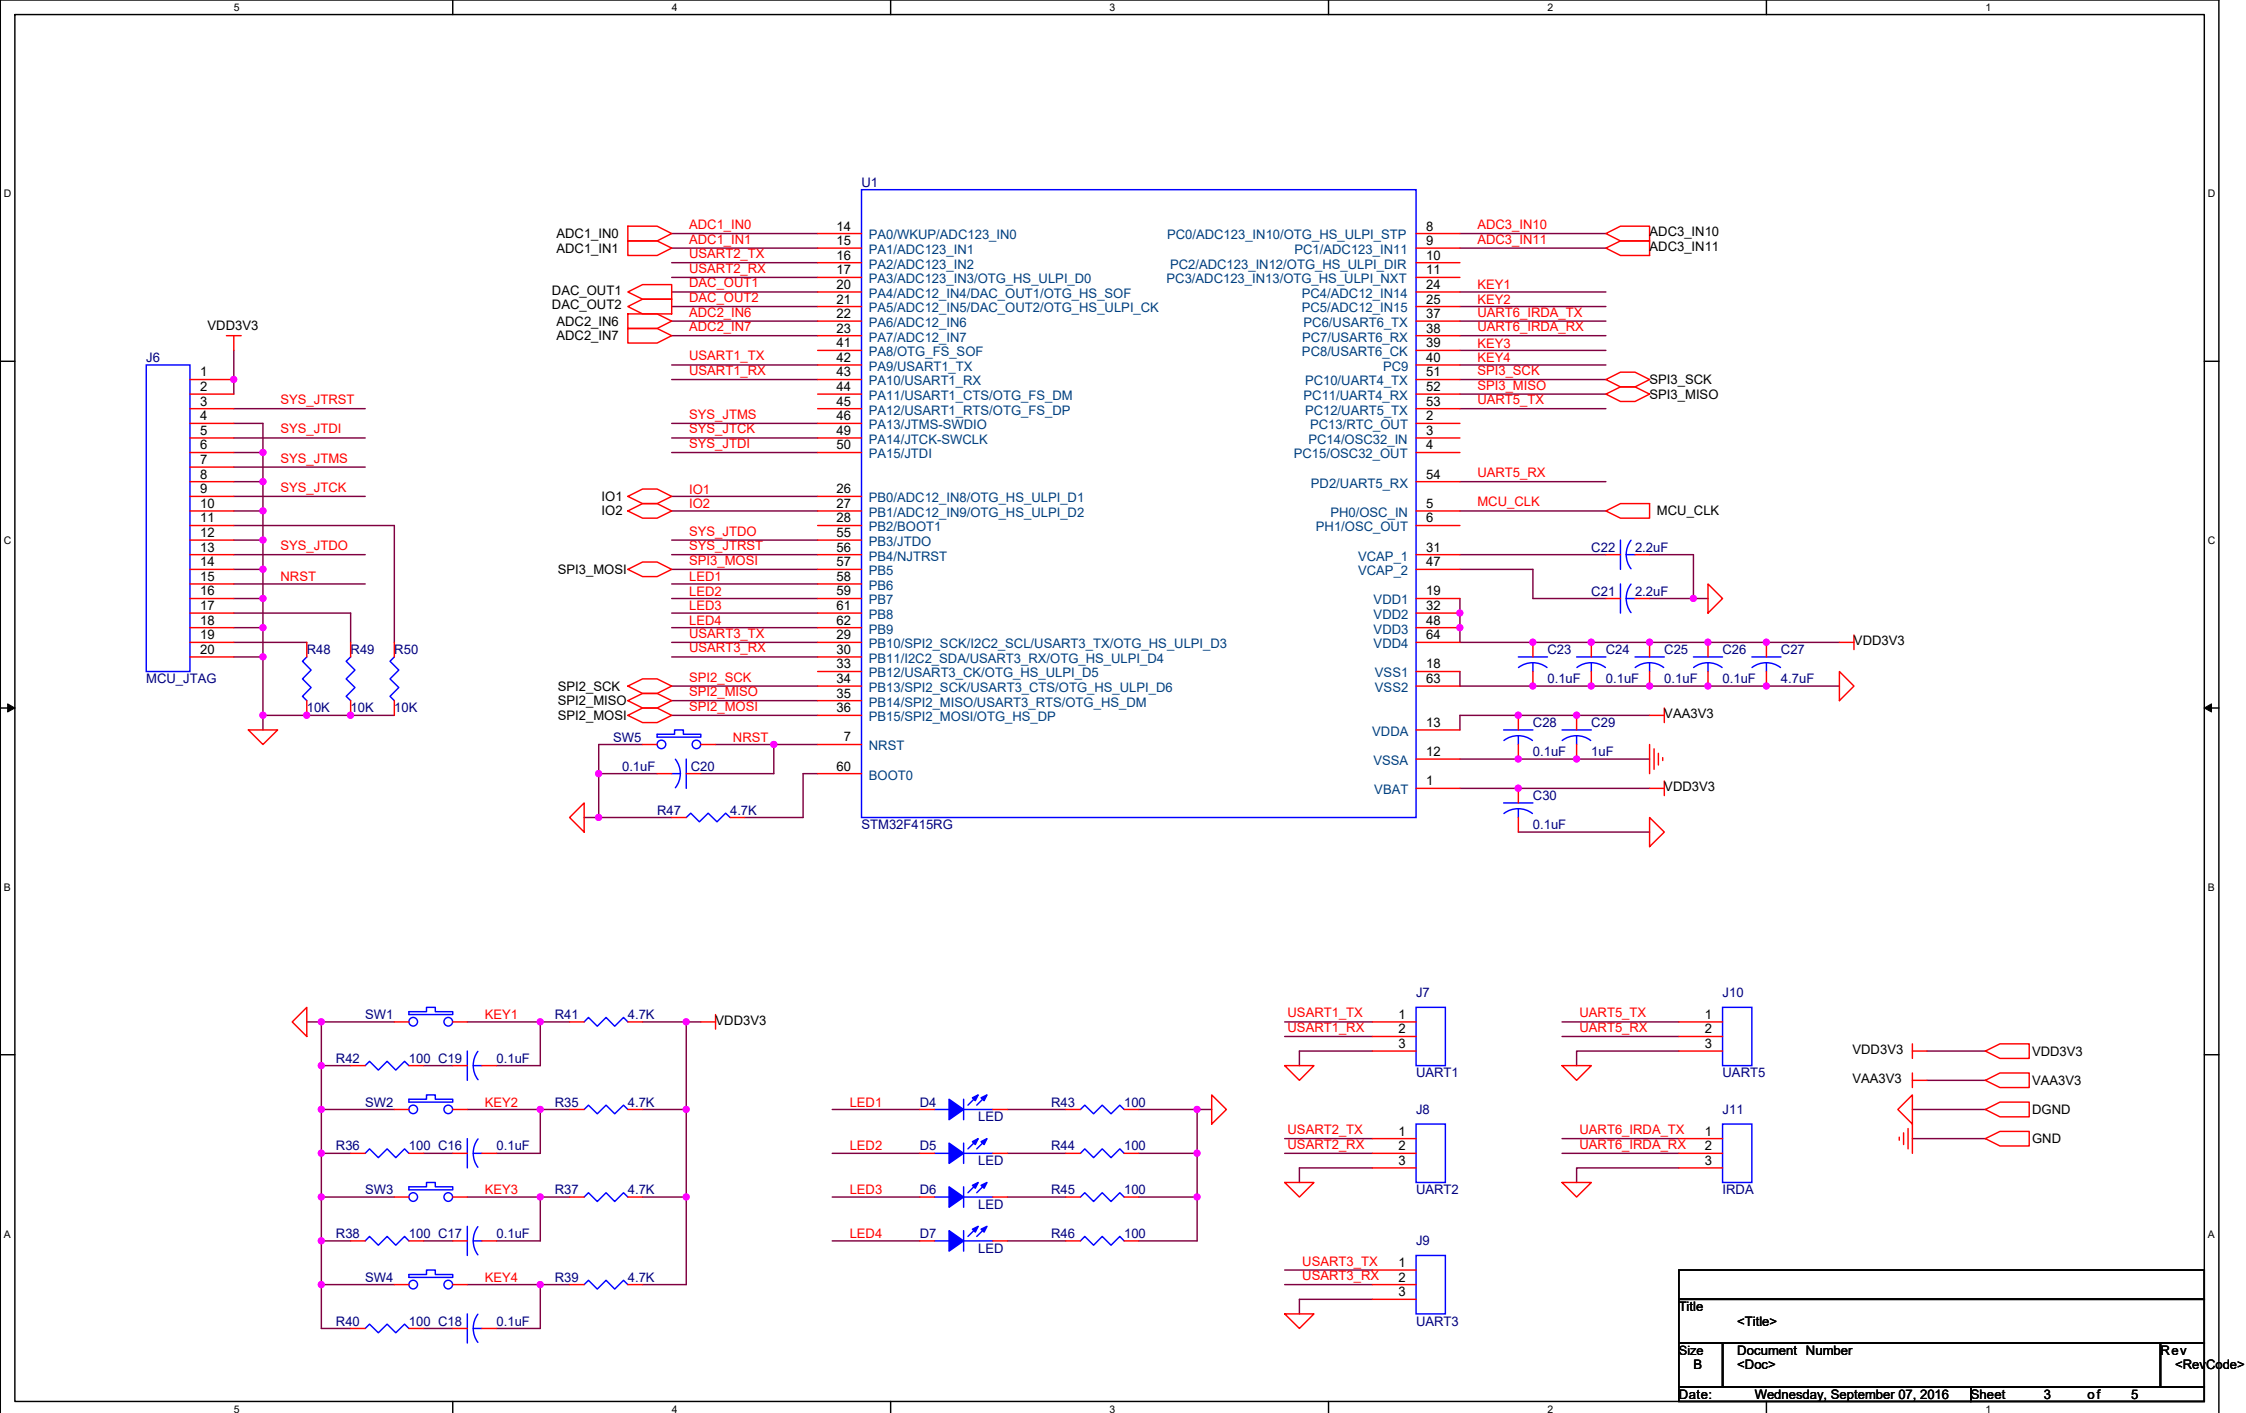 5 4 3 2 1
D D
C C
B B
A A
U1
ADC1_IN0 ADC1_IN0 14 PA0/WKUP/ADC123_IN0
ADC1_IN1 ADC1_IN1 15 PA1/ADC123_IN1
USART2_TX 16 PA2/ADC123_IN2
USART2_RX 17 PA3/ADC123_IN3/OTG_HS_ULPI_D0
DAC_OUT1 DAC_OUT1 20 PA4/ADC12_IN4/DAC_OUT1/OTG_HS_SOF
DAC_OUT2 DAC_OUT2 21 PA5/ADC12_IN5/DAC_OUT2/OTG_HS_ULPI_CK
ADC2_IN6 ADC2_IN6 22 PA6/ADC12_IN6
ADC2_IN7 ADC2_IN7 23 PA7/ADC12_IN7
41 PA8/OTG_FS_SOF
USART1_TX 42 PA9/USART1_TX
USART1_RX 43 PA10/USART1_RX
44 PA11/USART1_CTS/OTG_FS_DM
45 PA12/USART1_RTS/OTG_FS_DP
SYS_JTMS 46 PA13/JTMS-SWDIO
SYS_JTCK 49 PA14/JTCK-SWCLK
SYS_JTDI 50 PA15/JTDI
IO1 IO1 26 PB0/ADC12_IN8/OTG_HS_ULPI_D1
IO2 IO2 27 PB1/ADC12_IN9/OTG_HS_ULPI_D2
28 PB2/BOOT1
SYS_JTDO 55 PB3/JTDO
SYS_JTRST 56 PB4/NJTRST
SPI3_MOSI SPI3_MOSI 57 PB5
LED1 58 PB6
LED2 59 PB7
LED3 61 PB8
LED4 62 PB9
USART3_TX 29 PB10/SPI2_SCK/I2C2_SCL/USART3_TX/OTG_HS_ULPI_D3
USART3_RX 30 PB11/I2C2_SDA/USART3_RX/OTG_HS_ULPI_D4
33 PB12/USART3_CK/OTG_HS_ULPI_D5
SPI2_SCK SPI2_SCK 34 PB13/SPI2_SCK/USART3_CTS/OTG_HS_ULPI_D6
SPI2_MISO SPI2_MISO 35 PB14/SPI2_MISO/USART3_RTS/OTG_HS_DM
SPI2_MOSI SPI2_MOSI 36 PB15/SPI2_MOSI/OTG_HS_DP
SW5 NRST 7 NRST
0.1uF C20 60 BOOT0
R47 4.7K
STM32F415RG
PC0/ADC123_IN10/OTG_HS_ULPI_STP 8 ADC3_IN10 ADC3_IN10
PC1/ADC123_IN11 9 ADC3_IN11 ADC3_IN11
PC2/ADC123_IN12/OTG_HS_ULPI_DIR 10
PC3/ADC123_IN13/OTG_HS_ULPI_NXT 11
PC4/ADC12_IN14 24 KEY1
PC5/ADC12_IN15 25 KEY2
PC6/USART6_TX 37 UART6_IRDA_TX
PC7/USART6_RX 38 UART6_IRDA_RX
PC8/USART6_CK 39 KEY3
PC9 40 KEY4
PC10/UART4_TX 51 SPI3_SCK SPI3_SCK
PC11/UART4_RX 52 SPI3_MISO SPI3_MISO
PC12/UART5_TX 53 UART5_TX
PC13/RTC_OUT 2
PC14/OSC32_IN 3
PC15/OSC32_OUT 4
PD2/UART5_RX 54 UART5_RX
PH0/OSC_IN 5 MCU_CLK MCU_CLK
PH1/OSC_OUT 6
VCAP_1 31 C22 2.2uF
VCAP_2 47 C21 2.2uF
VDD1 19
VDD2 32
VDD3 48
VDD4 64 VDD3V3
C23 C24 C25 C26 C27
0.1uF 0.1uF 0.1uF 0.1uF 4.7uF
VSS1 18
VSS2 63
VAA3V3
VDDA 13 C28 C29
0.1uF 1uF
VSSA 12
VBAT 1 VDD3V3
C30
0.1uF
VDD3V3
J6
1
2
3 SYS_JTRST
4
5 SYS_JTDI
6
7 SYS_JTMS
8
9 SYS_JTCK
10
11
12
13 SYS_JTDO
14
15 NRST
16
17
18
19
20
MCU_JTAG
R48 R49 R50
10K 10K 10K
SW1 KEY1 R41 4.7K VDD3V3
R42 100 C19 0.1uF
SW2 KEY2 R35 4.7K
R36 100 C16 0.1uF
SW3 KEY3 R37 4.7K
R38 100 C17 0.1uF
SW4 KEY4 R39 4.7K
R40 100 C18 0.1uF
LED1 D4 LED R43 100
LED2 D5 LED R44 100
LED3 D6 LED R45 100
LED4 D7 LED R46 100
J7
USART1_TX 1
USART1_RX 2
3
UART1
J8
USART2_TX 1
USART2_RX 2
3
UART2
J9
USART3_TX 1
USART3_RX 2
3
UART3
J10
UART5_TX 1
UART5_RX 2
3
UART5
J11
UART6_IRDA_TX 1
UART6_IRDA_RX 2
3
IRDA
VDD3V3 VDD3V3
VAA3V3 VAA3V3
DGND
GND
Title
<Title>
Size Document Number Rev
B <Doc> <RevCode>
Date: Wednesday, September 07, 2016 Sheet 3 of 5
5 4 3 2 1